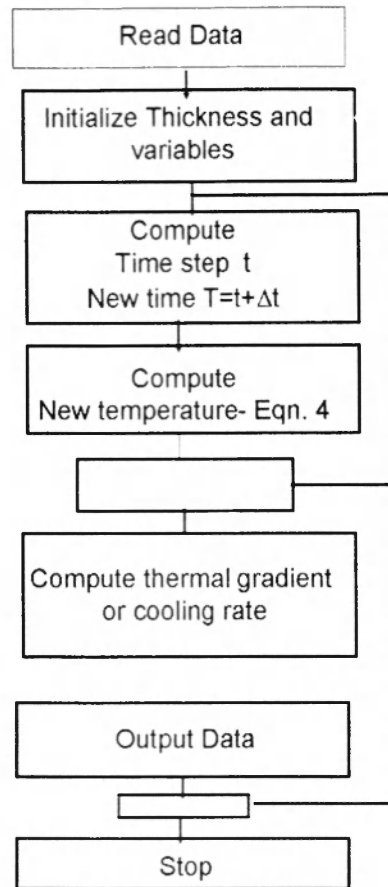 Read Data
Initialize Thickness and
variables
Compute
Time step t
New time T=t+Δt
Compute
New temperature- Eqn. 4
Compute thermal gradient
or cooling rate
Output Data
Stop